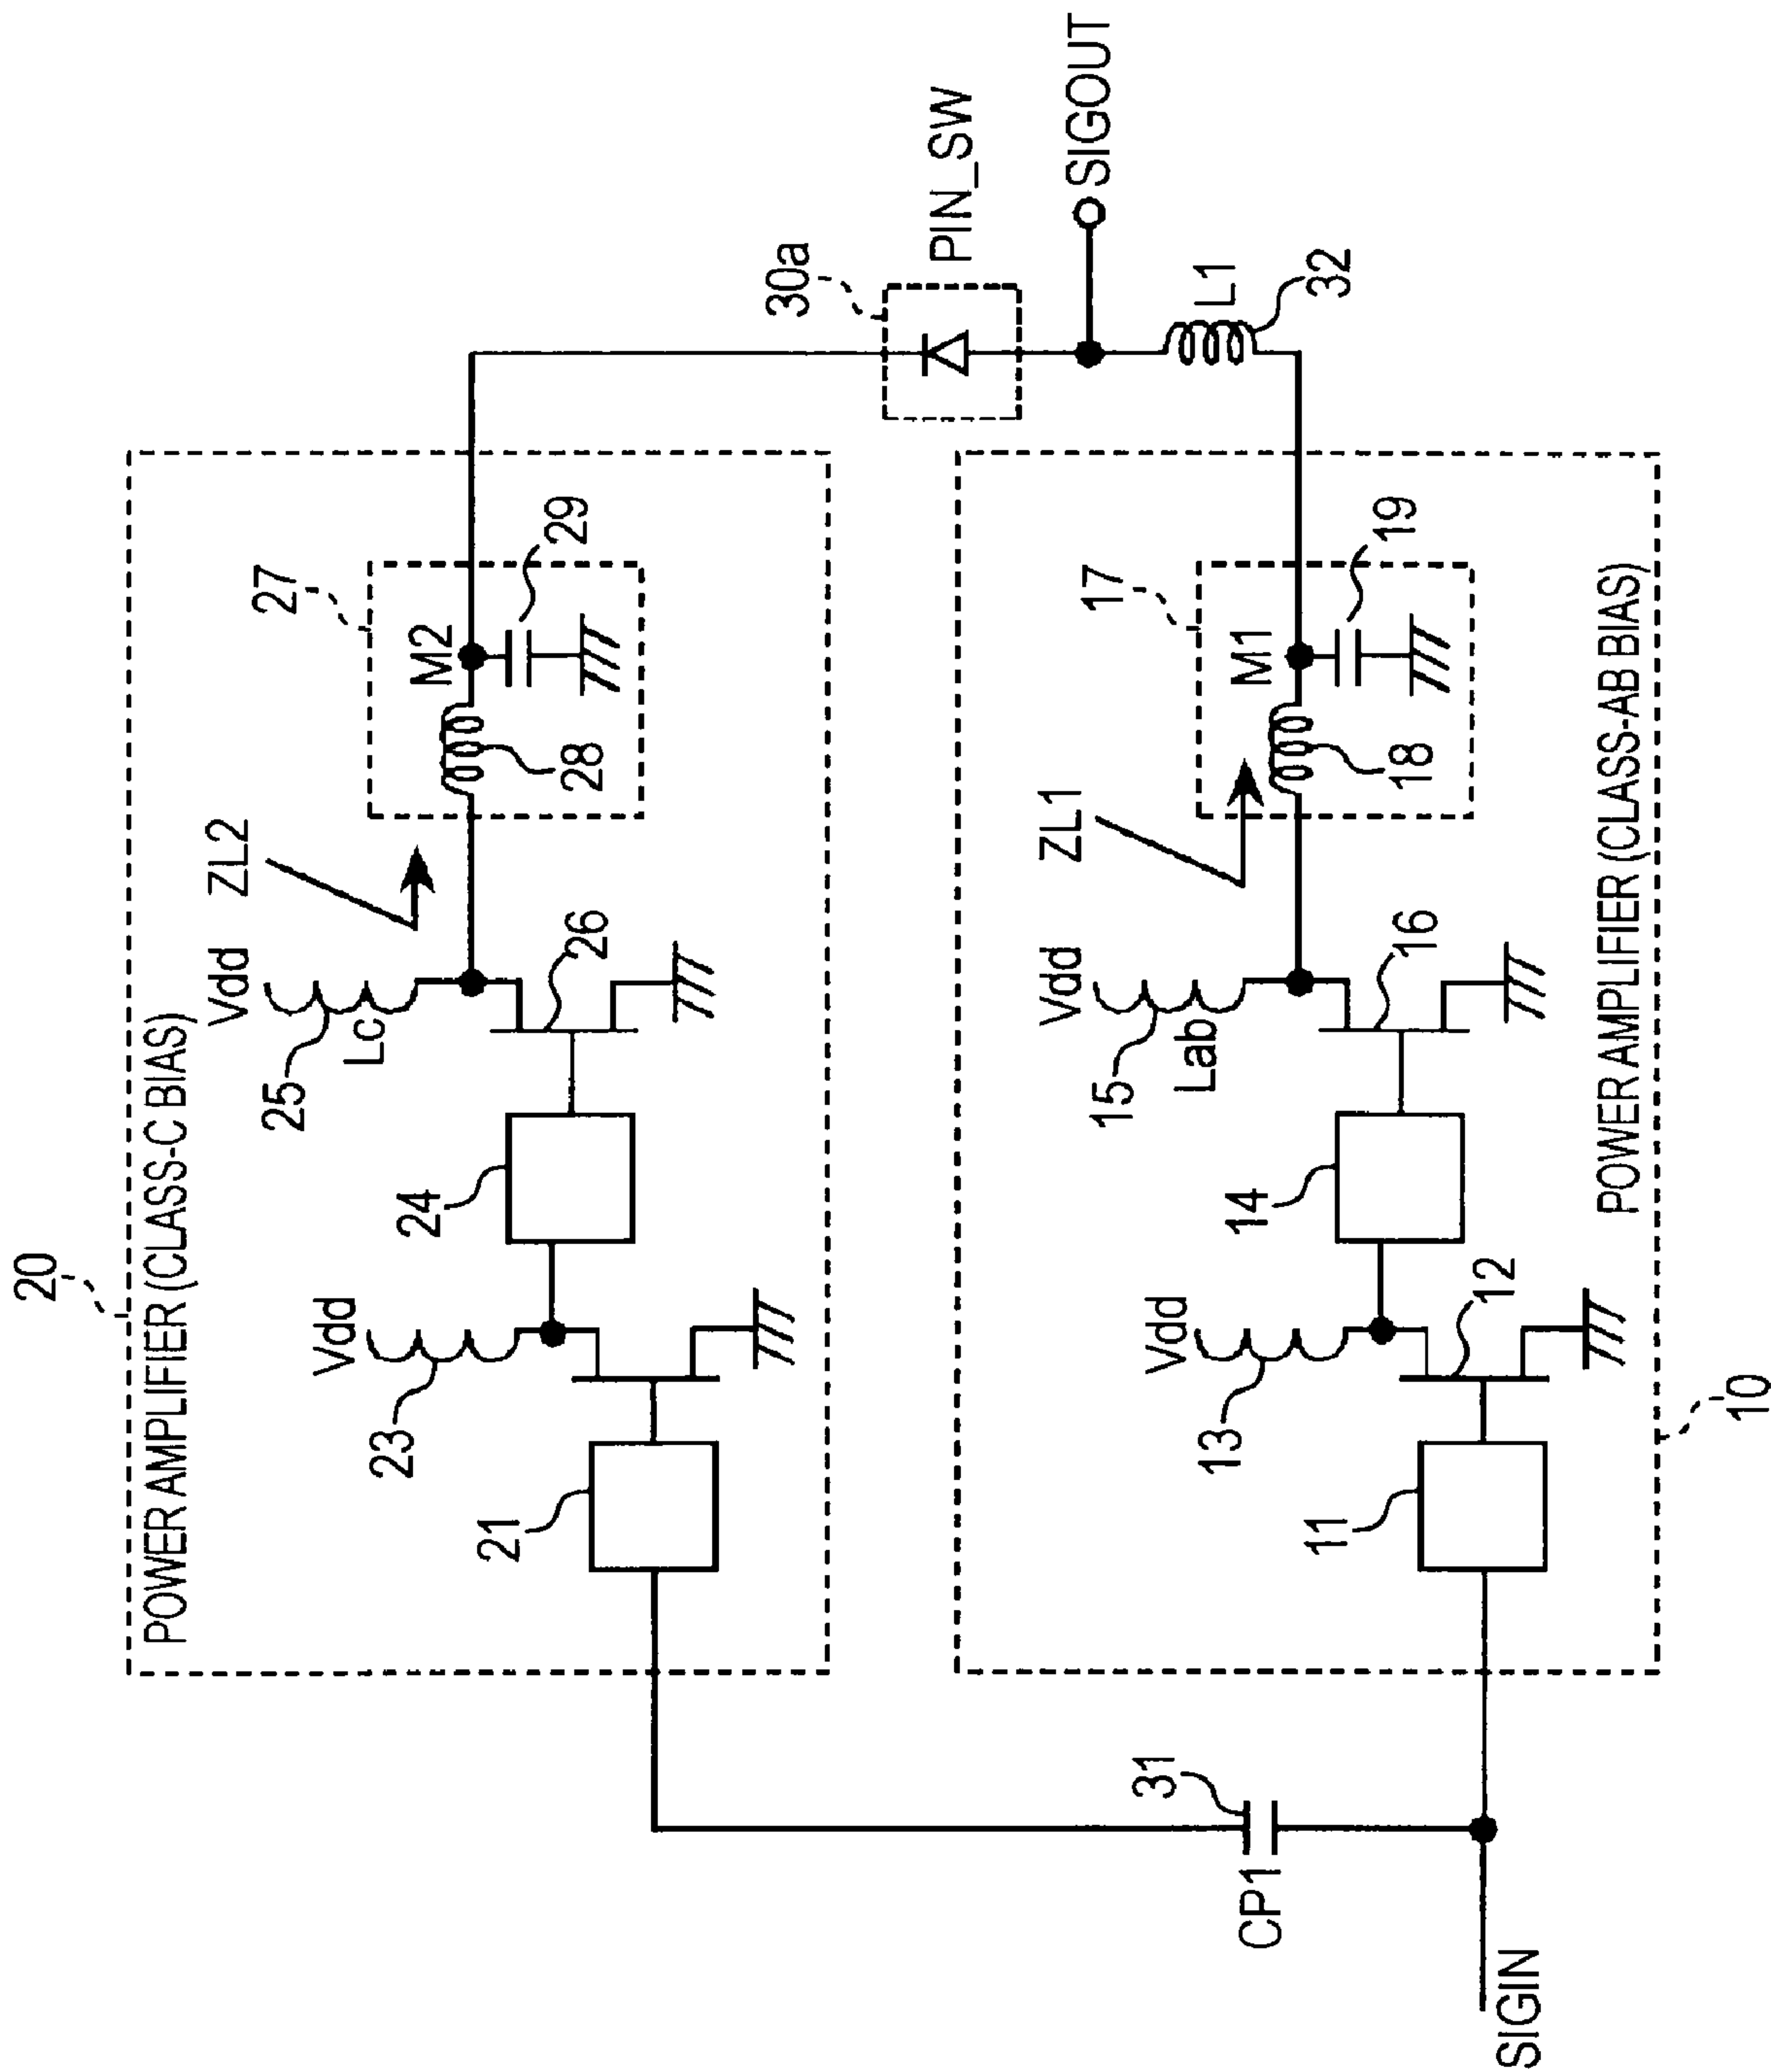 20
POWER AMPLIFIER (CLASS-C BIAS)
Vdd
25
Lc
ZL2
27
M2
29
28
26
24
Vdd
23
21
30a
PIN_SW
SIGOUT
L1
32
Vdd
15
Lab
ZL1
17
M1
19
18
16
14
Vdd
13
12
11
POWER AMPLIFIER (CLASS-AB BIAS)
10
31
CP1
SIGIN